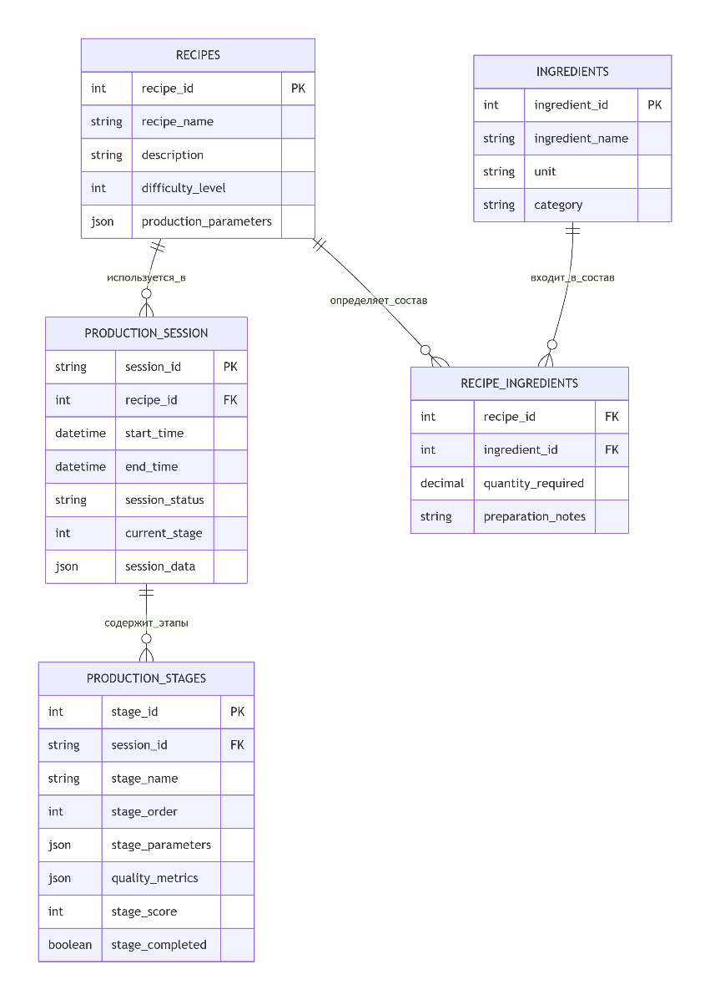 RECIPES
int recipe_id PK
string recipe_name
string description
int difficulty_level
json production_parameters
INGREDIENTS
int ingredient_id PK
string ingredient_name
string unit
string category
используется_в
определяет_состав
входит_в_состав
PRODUCTION_SESSION
string session_id PK
int recipe_id FK
datetime start_time
datetime end_time
string session_status
int current_stage
json session_data
RECIPE_INGREDIENTS
int recipe_id FK
int ingredient_id FK
decimal quantity_required
string preparation_notes
содержит_этапы
PRODUCTION_STAGES
int stage_id PK
string session_id FK
string stage_name
int stage_order
json stage_parameters
json quality_metrics
int stage_score
boolean stage_completed